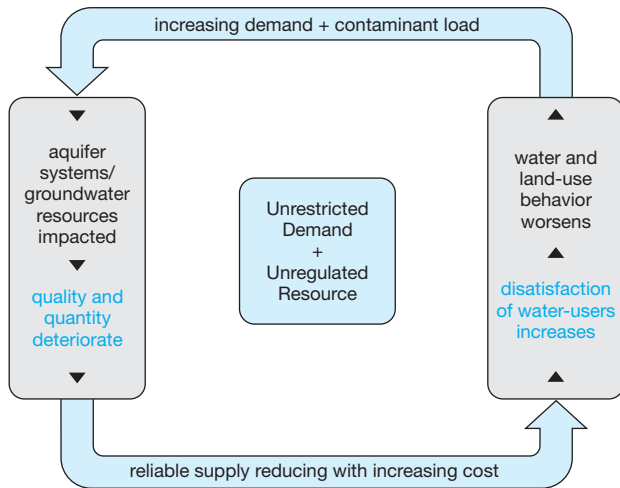 increasing demand + contaminant load
aquifer
systems/
groundwater
resources
impacted
quality and
quantity
deteriorate
Unrestricted
Demand
+
Unregulated
Resource
water and
land-use
behavior
worsens
disatisfaction
of water-users
increases
reliable supply reducing with increasing cost